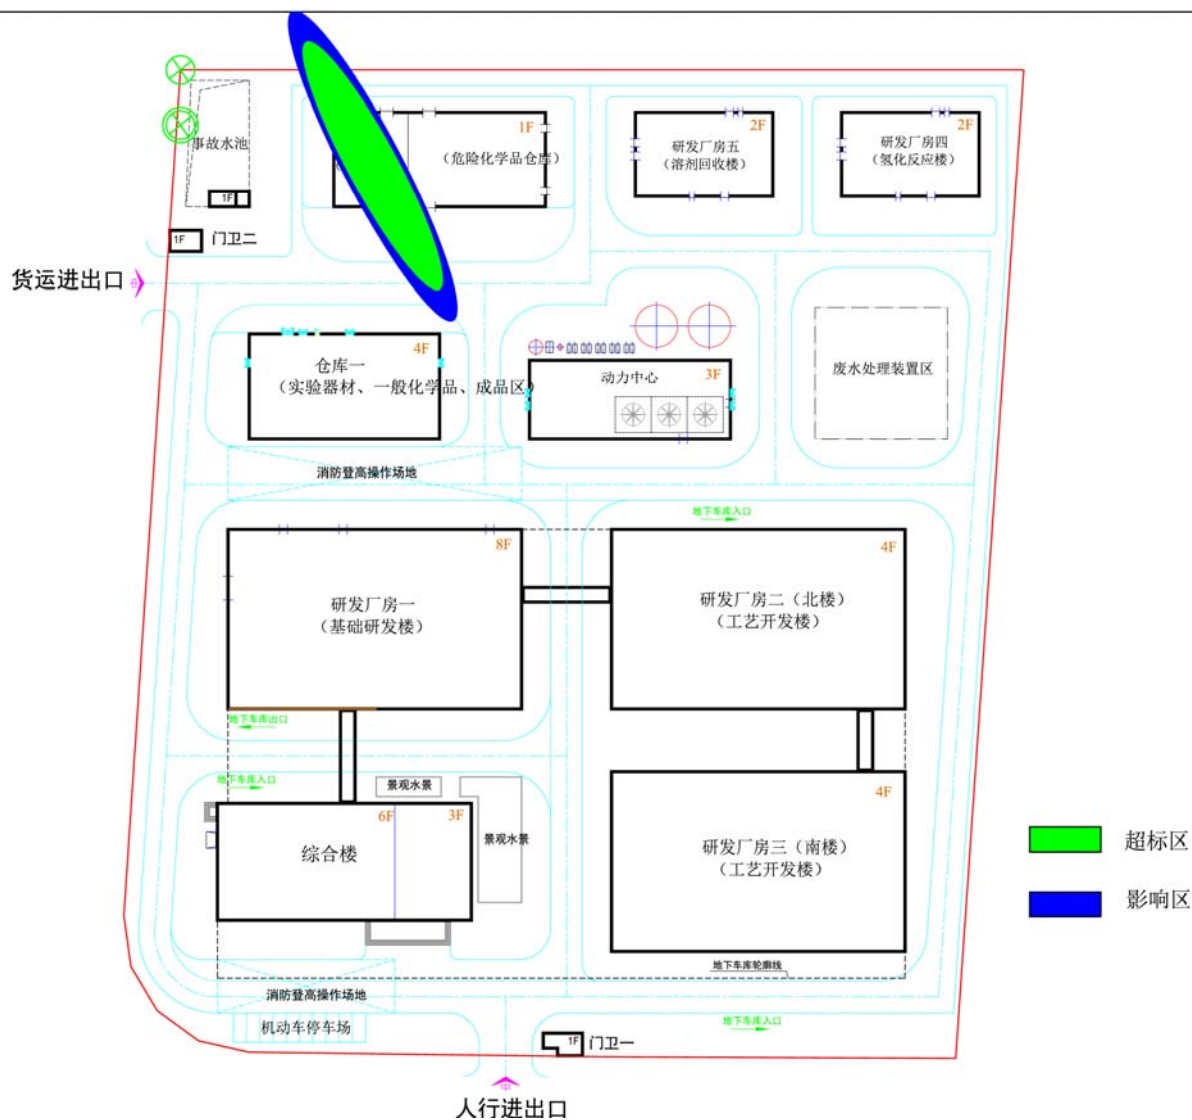 1F
2F
2F
事故水池
（危险化学品仓库）
研发厂房五
（溶剂回收楼）
研发厂房四
（氢化反应楼）
1F
1F
门卫二
货运进出口
4F
仓库一
（实验器材、一般化学品、成品区）
动力中心
3F
废水处理装置区
消防登高操作场地
地下车库入口
8F
4F
研发厂房一
（基础研发楼）
研发厂房二（北楼）
（工艺开发楼）
地下车库出口
地下车库入口
景观水景
4F
6F
3F
综合楼
景观水景
研发厂房三（南楼）
（工艺开发楼）
超标区
影响区
地下车库轮廓线
消防登高操作场地
机动车停车场
地下车库入口
1F
门卫一
人行进出口